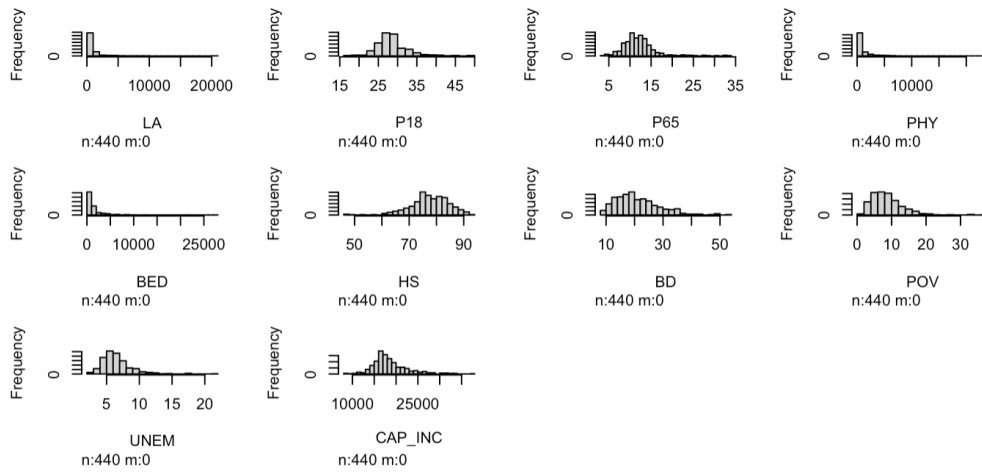 Frequency
0
0 10000 20000
LA
n:440 m:0
Frequency
0
15 25 35 45
P18
n:440 m:0
Frequency
0
5 15 25 35
P65
n:440 m:0
Frequency
0
0 10000
PHY
n:440 m:0
Frequency
0
0 10000 25000
BED
n:440 m:0
Frequency
0
50 70 90
HS
n:440 m:0
Frequency
0
10 30 50
BD
n:440 m:0
Frequency
0
0 10 20 30
POV
n:440 m:0
Frequency
0
5 10 15 20
UNEM
n:440 m:0
Frequency
0
10000 25000
CAP_INC
n:440 m:0